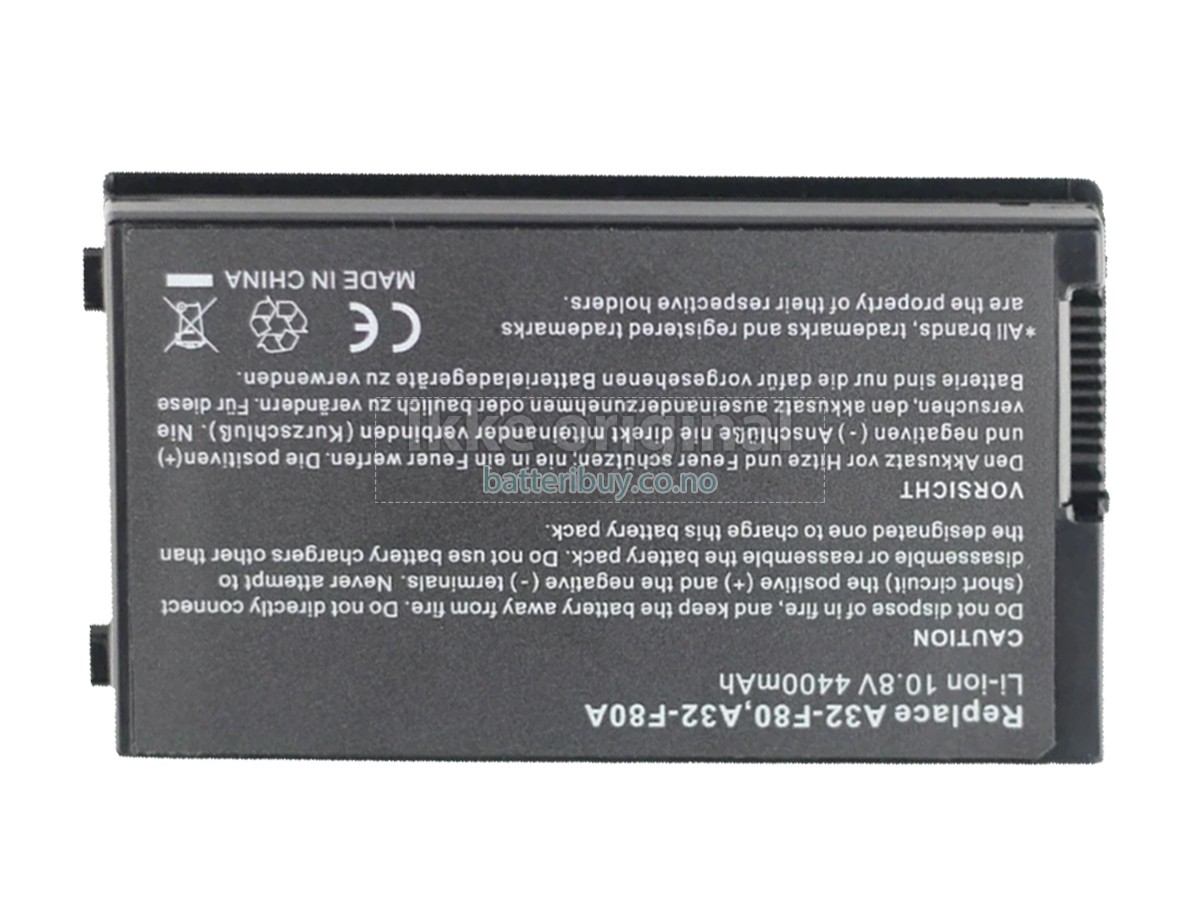 Replace A32-F80,A32-F80A
Li-ion 10.8V 4400mAh
CAUTION
Do not dispose of in fire, and keep the battery away from fire. Do not directly connect
(short circuit) the positive (+) and the negative (-) terminals. Never attempt to
disassemble or reassemble the battery pack. Do not use battery chargers other than
the designated one to charge this battery pack.
VORSICHT
Den Akkusatz vor Hitze und Feuer schützen,nie in ein Feuer werfen. Die positiven(+)
und negativen (-) Anschlüße nie direkt miteinander verbinden (Kurzschluß). Nie
versuchen, den akkusatz auseinanderzunehmen oder baulich zu verändern. Für diese
Batterie sind nur die dafür vorgesehenen Batterieladegeräte zu verwenden.
*All brands, trademarks and registered trademarks
are the property of their respective holders.
CE
MADE IN CHINA
Ikke original
batteribuy.co.no